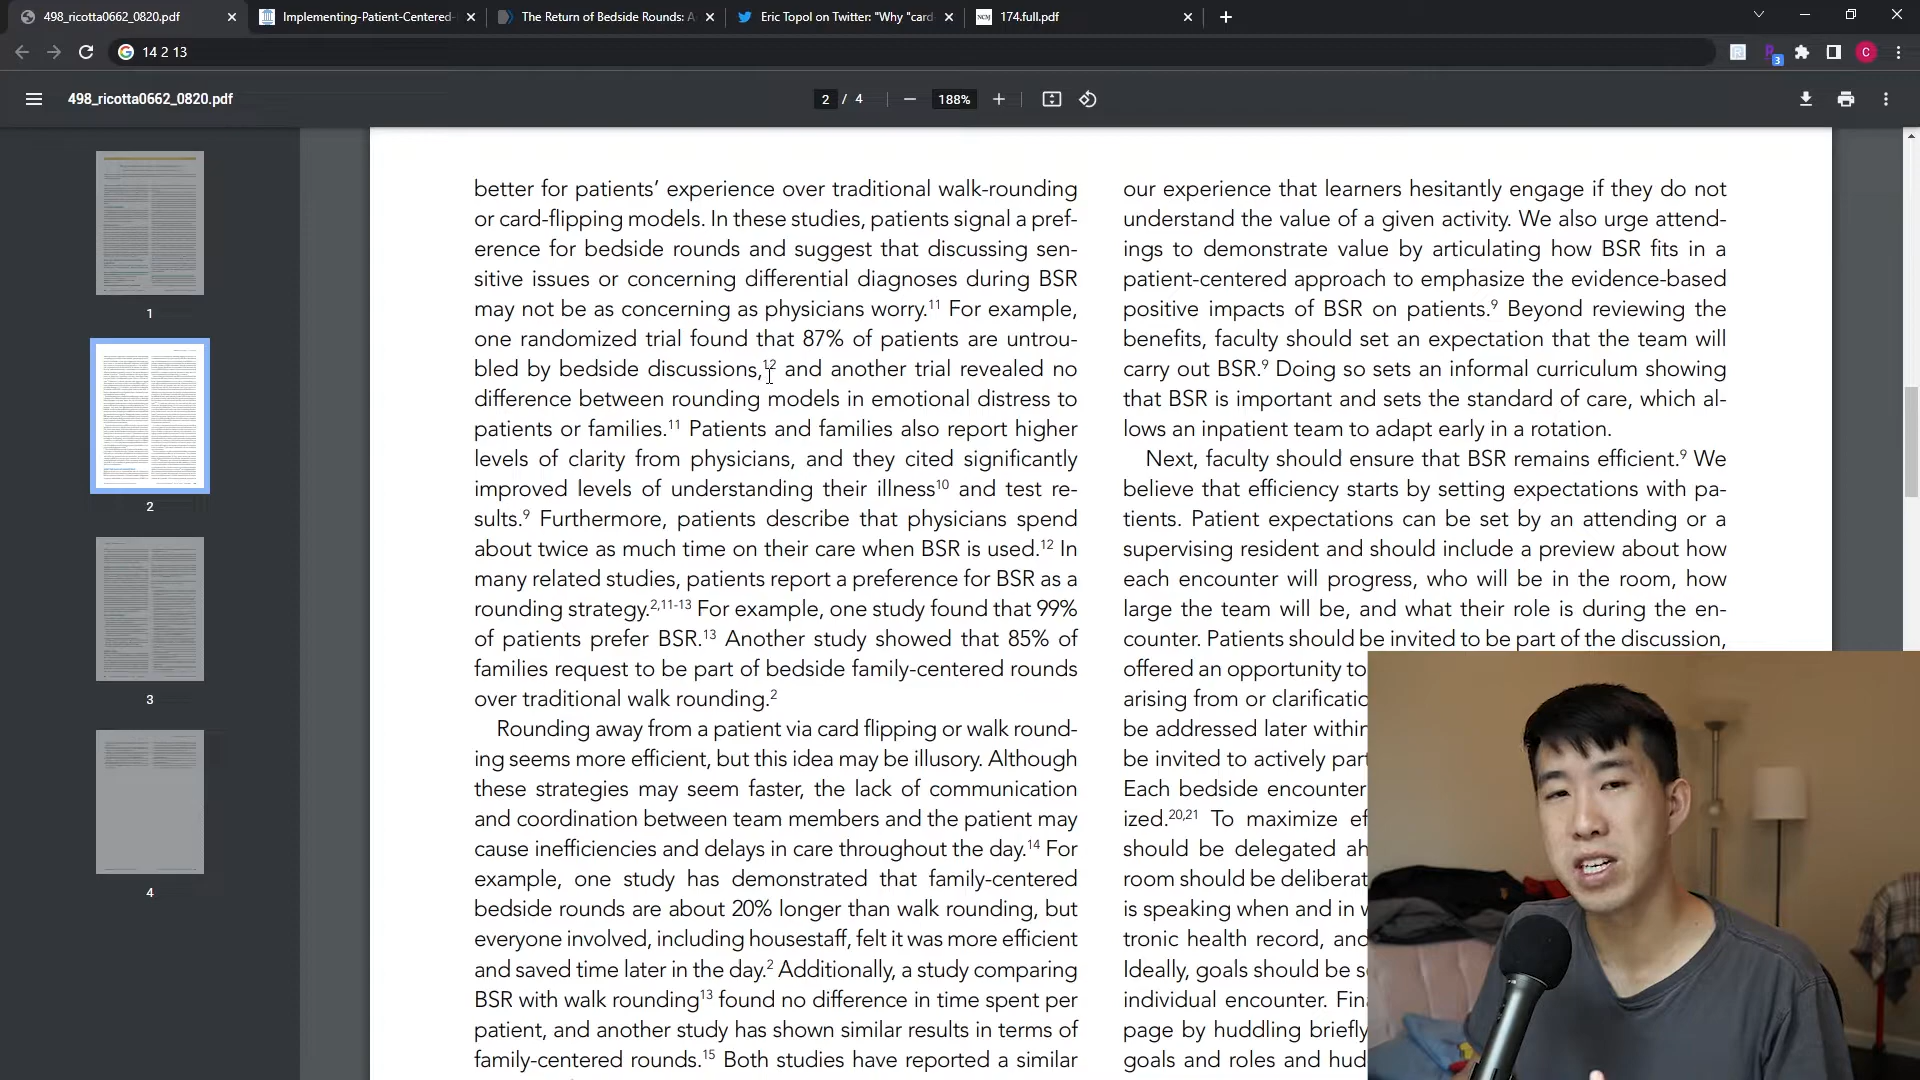 498_ricotta0662_0820.pdf
Implementing-Patient-Centered-
The Return of Bedside Rounds: A
Eric Topol on Twitter: "Why "card
NCMJ
174.full.pdf
14 2 13
3
C
498_ricotta0662_0820.pdf
2 / 4
188%
better for patients’ experience over traditional walk-rounding
or card-flipping models. In these studies, patients signal a pref-
erence for bedside rounds and suggest that discussing sen-
sitive issues or concerning differential diagnoses during BSR
may not be as concerning as physicians worry.11 For example,
one randomized trial found that 87% of patients are untrou-
bled by bedside discussions,12 and another trial revealed no
difference between rounding models in emotional distress to
patients or families.11 Patients and families also report higher
levels of clarity from physicians, and they cited significantly
improved levels of understanding their illness10 and test re-
sults.9 Furthermore, patients describe that physicians spend
about twice as much time on their care when BSR is used.12 In
many related studies, patients report a preference for BSR as a
rounding strategy.2,11-13 For example, one study found that 99%
of patients prefer BSR.13 Another study showed that 85% of
families request to be part of bedside family-centered rounds
over traditional walk rounding.2
Rounding away from a patient via card flipping or walk round-
ing seems more efficient, but this idea may be illusory. Although
these strategies may seem faster, the lack of communication
and coordination between team members and the patient may
cause inefficiencies and delays in care throughout the day.14 For
example, one study has demonstrated that family-centered
bedside rounds are about 20% longer than walk rounding, but
everyone involved, including housestaff, felt it was more efficient
and saved time later in the day.2 Additionally, a study comparing
BSR with walk rounding13 found no difference in time spent per
patient, and another study has shown similar results in terms of
family-centered rounds.15 Both studies have reported a similar
our experience that learners hesitantly engage if they do not
understand the value of a given activity. We also urge attend-
ings to demonstrate value by articulating how BSR fits in a
patient-centered approach to emphasize the evidence-based
positive impacts of BSR on patients.9 Beyond reviewing the
benefits, faculty should set an expectation that the team will
carry out BSR.9 Doing so sets an informal curriculum showing
that BSR is important and sets the standard of care, which al-
lows an inpatient team to adapt early in a rotation.
Next, faculty should ensure that BSR remains efficient.9 We
believe that efficiency starts by setting expectations with pa-
tients. Patient expectations can be set by an attending or a
supervising resident and should include a preview about how
each encounter will progress, who will be in the room, how
large the team will be, and what their role is during the en-
counter. Patients should be invited to be part of the discussion,
offered an opportunity to
arising from or clarificatio
be addressed later within
be invited to actively part
Each bedside encounter
ized.20,21 To maximize ef
should be delegated ah
room should be deliberat
is speaking when and in w
tronic health record, and
Ideally, goals should be s
individual encounter. Fina
page by huddling briefly
goals and roles and hud
1
2
3
4